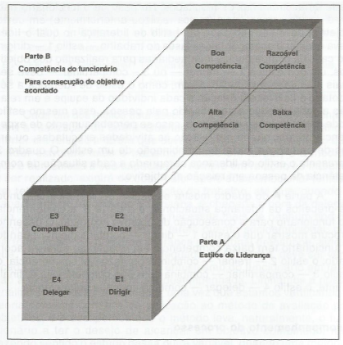 Parte B
Competência do funcionário
Para consecução do objetivo
acordado
Boa
Competência
Razoável
Competência
Alta
Competência
Baixa
Competência
E3
Compartilhar
E2
Treinar
E4
Delegar
E1
Dirigir
Parte A
Estilos de Liderança